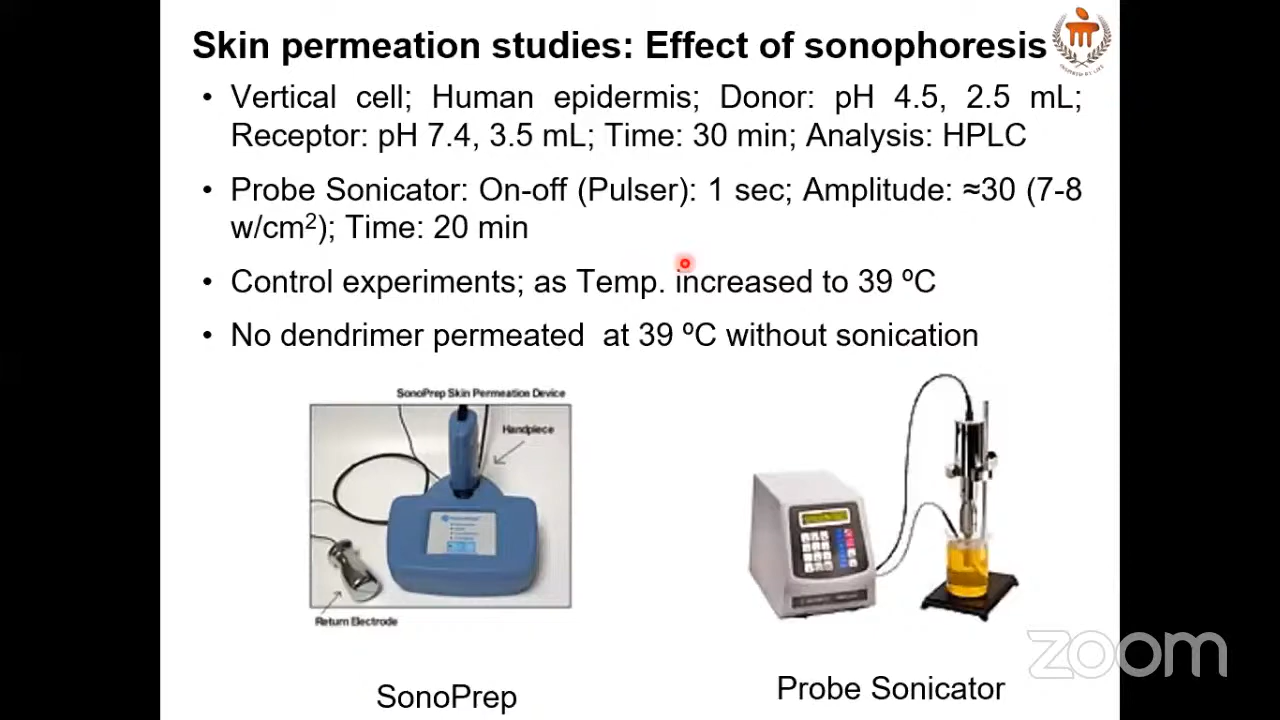 Skin permeation studies: Effect of sonophoresis
• Vertical cell; Human epidermis; Donor: pH 4.5, 2.5 mL;
Receptor: pH 7.4, 3.5 mL; Time: 30 min; Analysis: HPLC
• Probe Sonicator: On-off (Pulser): 1 sec; Amplitude: ≈30 (7-8
w/cm²); Time: 20 min
• Control experiments; as Temp. increased to 39 ºC
• No dendrimer permeated at 39 ºC without sonication
SonoPrep Skin Permeation Device
Handpiece
Return Electrode
SonoPrep
Probe Sonicator
zoom